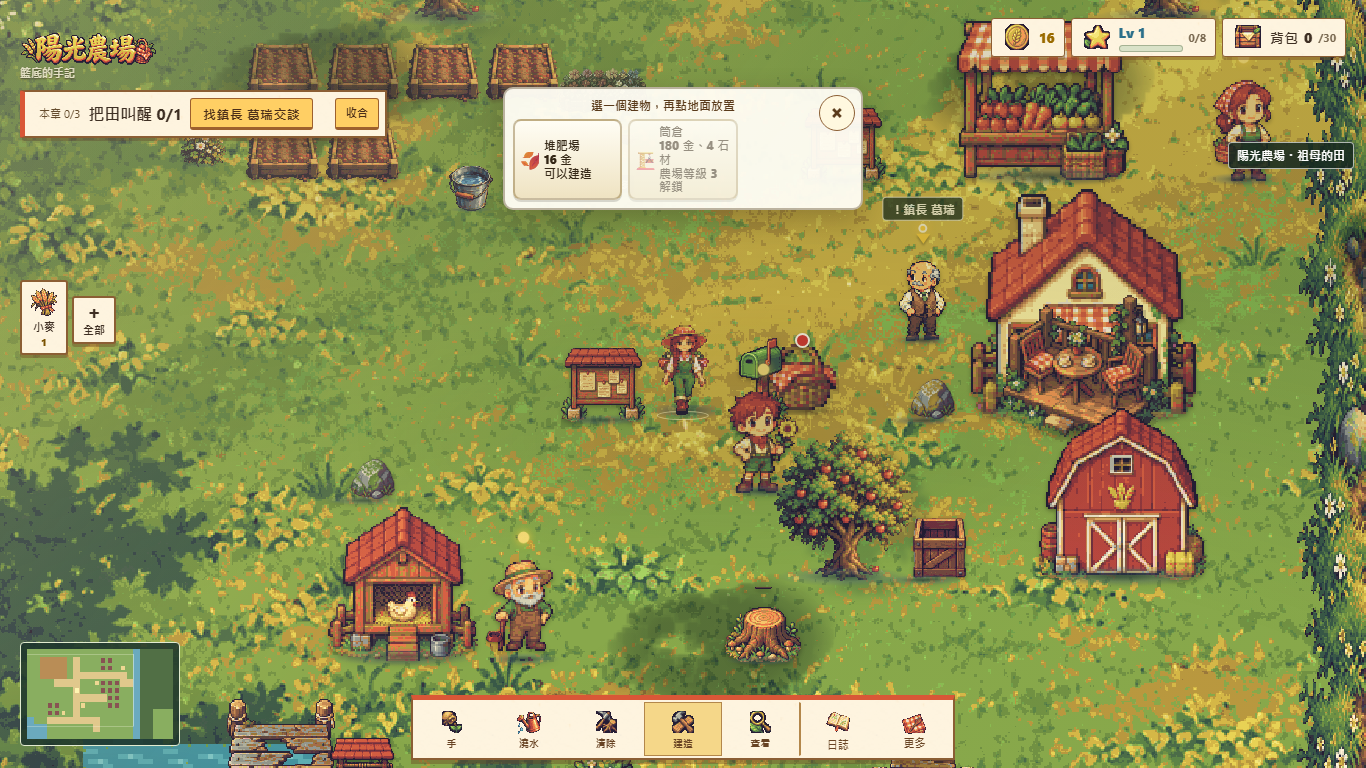 陽光農場
籃底的手記
16
Lv 1
0/8
背包 0 /30
本章 0/3 把田叫醒 0/1
找鎮長 葛瑞交談
收合
選一個建物，再點地面放置
堆肥場
16 金
可以建造
筒倉
180 金、4 石
材
農場等級 3
解鎖
陽光農場・祖母的田
! 鎮長 葛瑞
小麥
1
+
全部
手
澆水
清除
建造
查看
日誌
更多